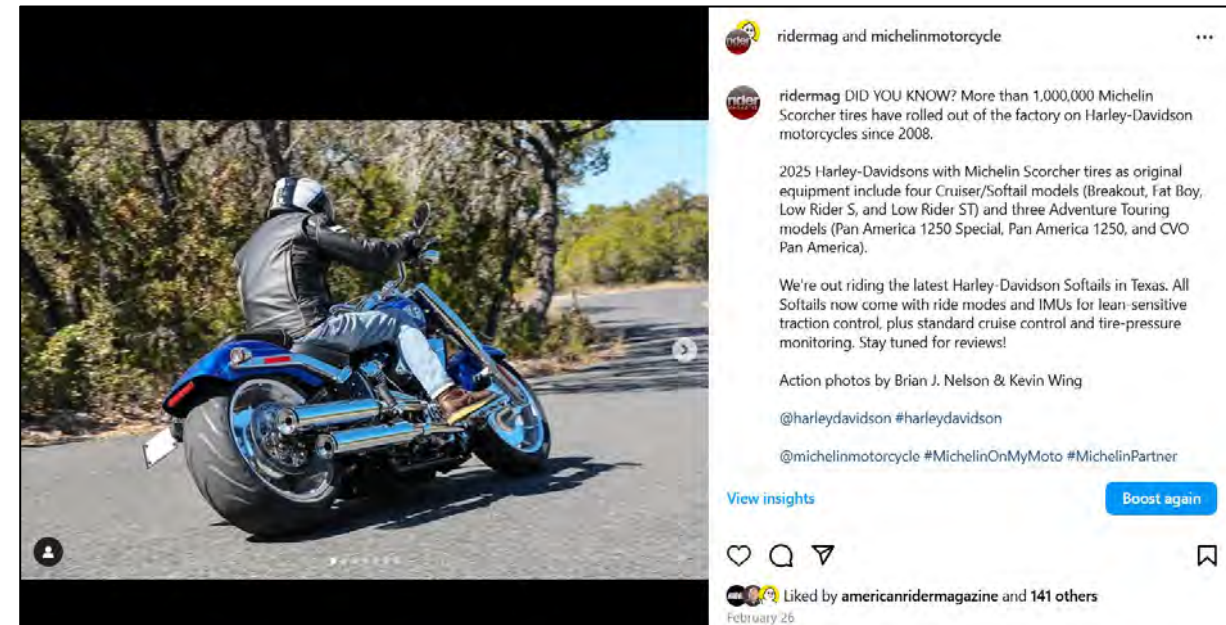 ridermag and michelinmotorcycle
ridermag DID YOU KNOW? More than 1,000,000 Michelin
Scorcher tires have rolled out of the factory on Harley-Davidson
motorcycles since 2008.
2025 Harley-Davidsons with Michelin Scorcher tires as original
equipment include four Cruiser/Softail models (Breakout, Fat Boy,
Low Rider S, and Low Rider ST) and three Adventure Touring
models (Pan America 1250 Special, Pan America 1250, and CVO
Pan America).
We're out riding the latest Harley-Davidson Softails in Texas. All
Softails now come with ride modes and IMUs for lean-sensitive
traction control, plus standard cruise control and tire-pressure
monitoring. Stay tuned for reviews!
Action photos by Brian J. Nelson & Kevin Wing
@harleydavidson #harleydavidson
@michelinmotorcycle #MichelinOnMyMoto #MichelinPartner
View insights
Boost again
Liked by americanridermagazine and 141 others
February 26